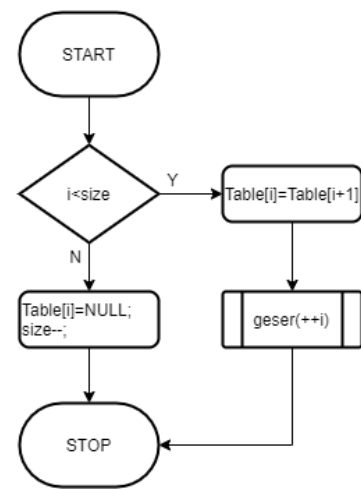 START
i<size
Y
Table[i]=Table[i+1]
N
Table[i]=NULL;
size--;
geser(++i)
STOP